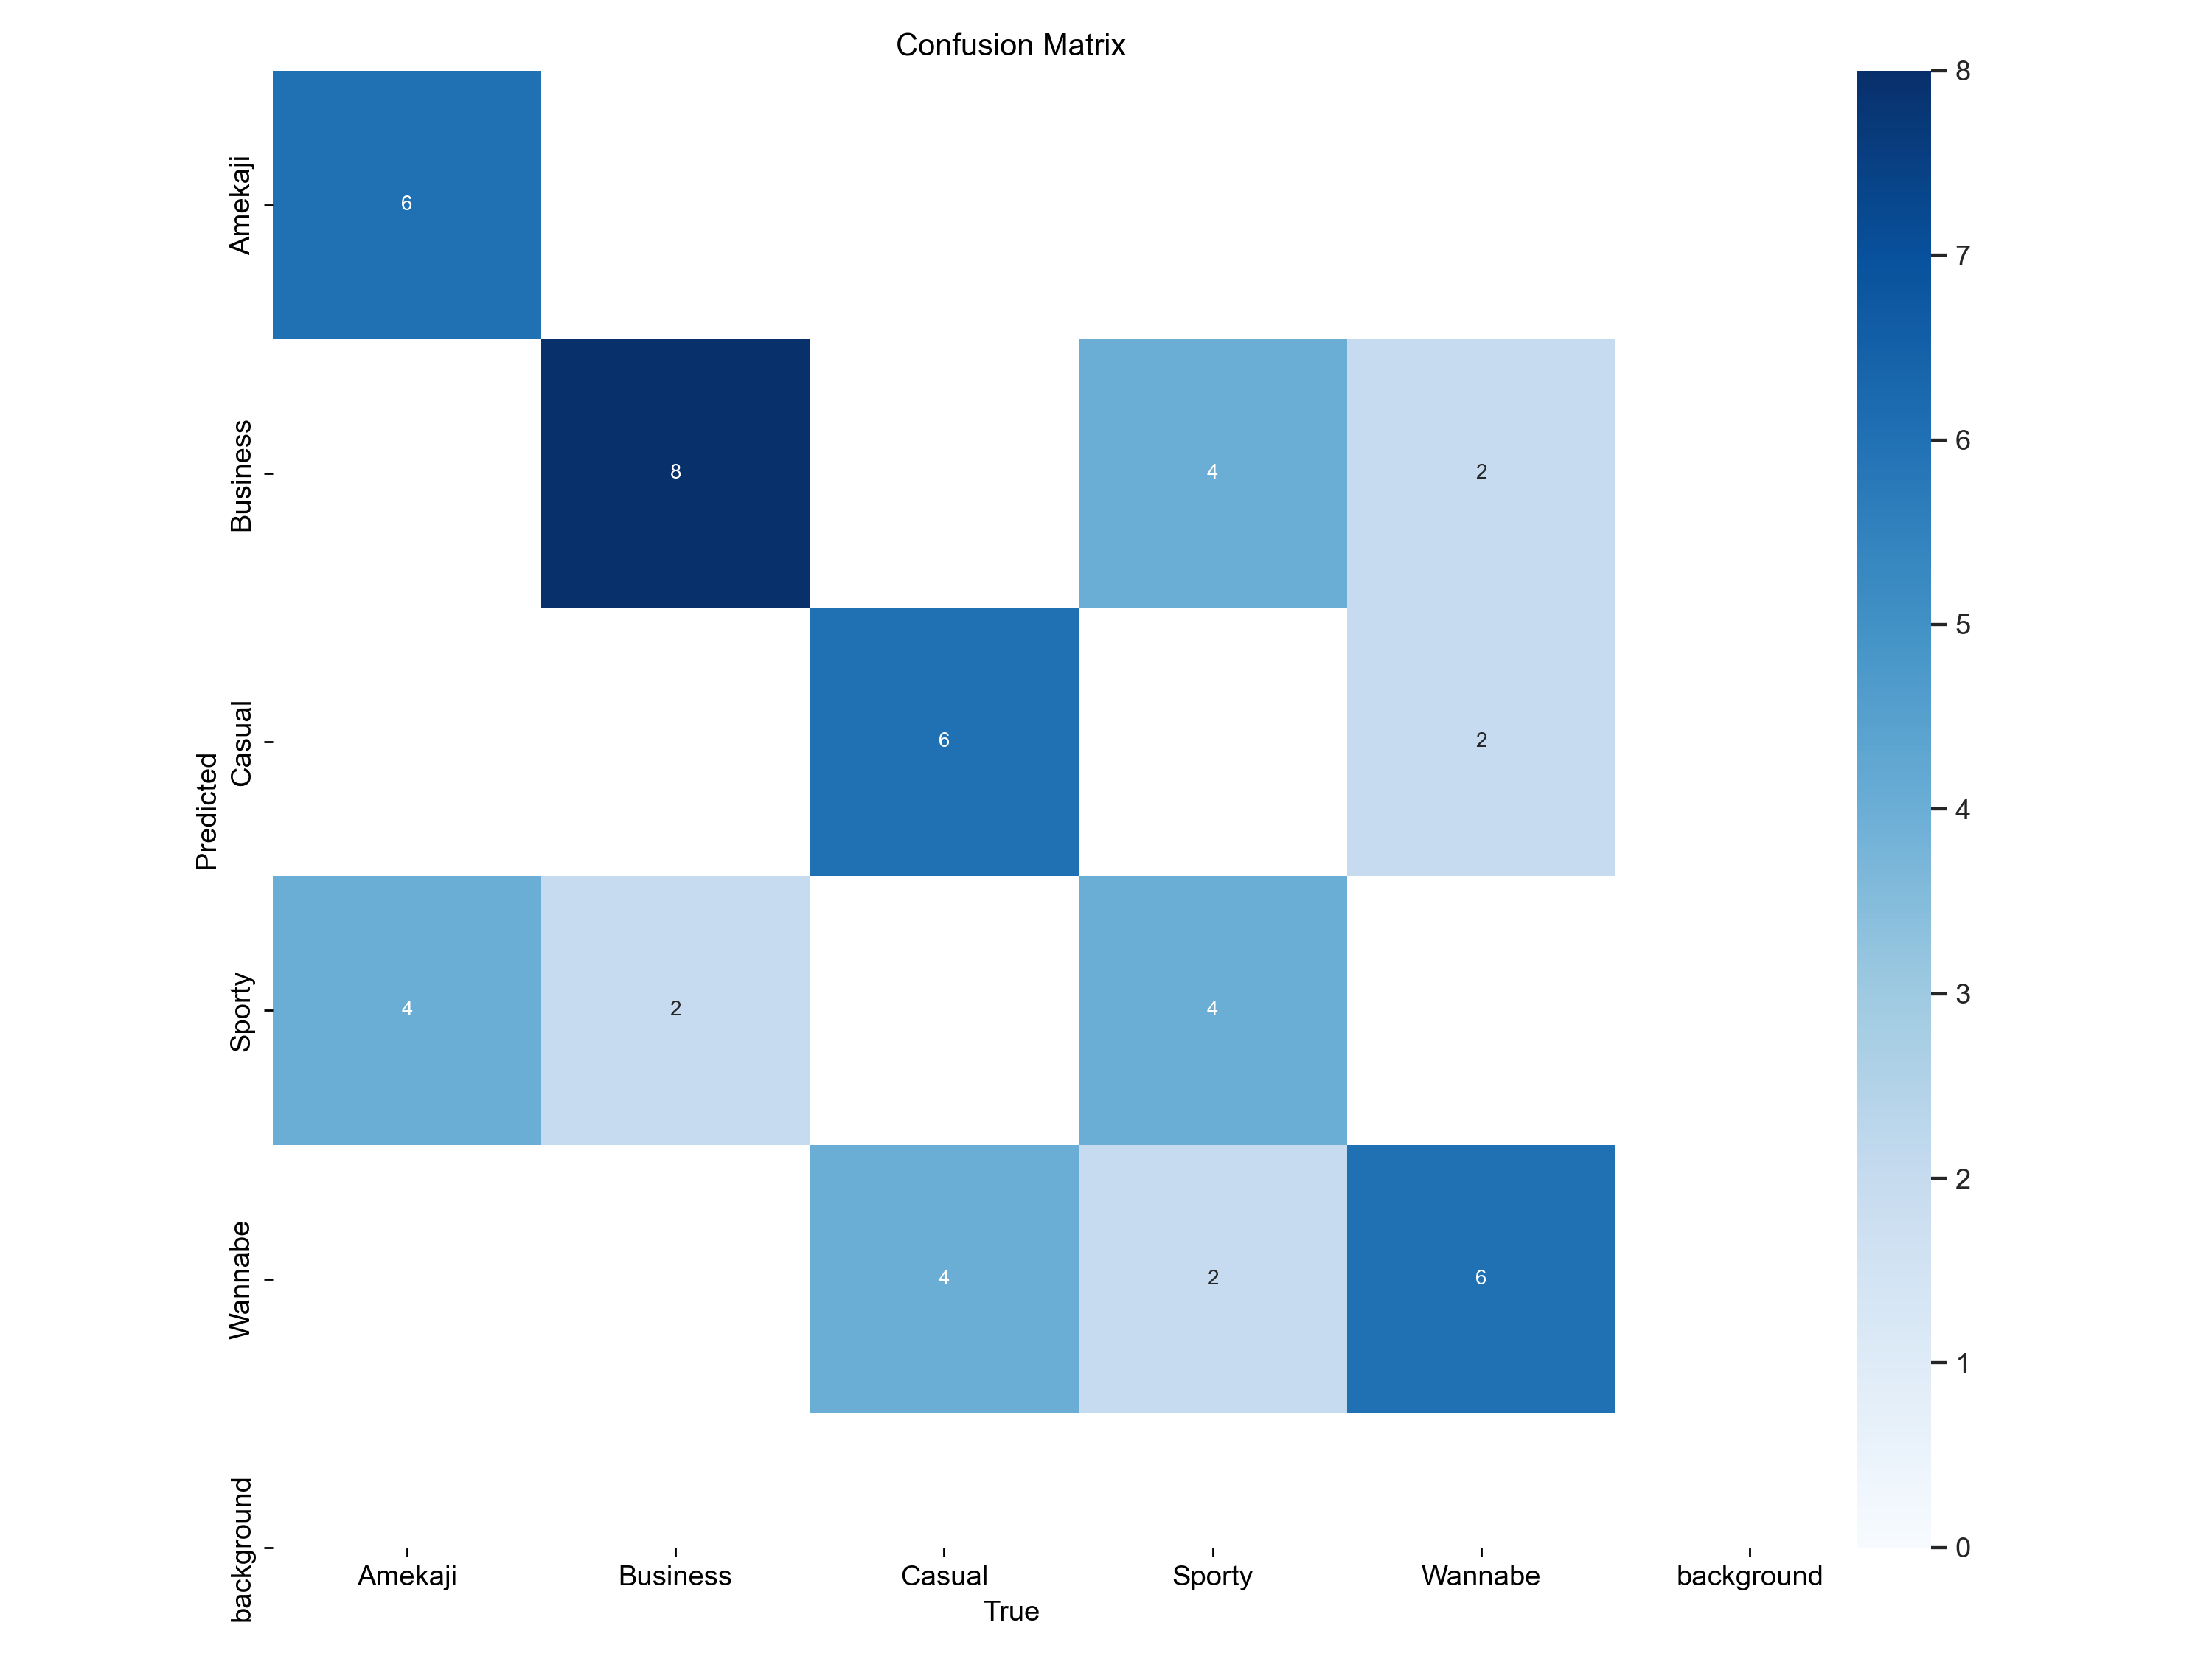 Confusion Matrix
Predicted
Amekaji
6
Business
8
4
2
Casual
6
2
Sporty
4
2
4
Wannabe
4
2
6
background
Amekaji
Business
Casual
Sporty
Wannabe
background
True
8
7
6
5
4
3
2
1
0